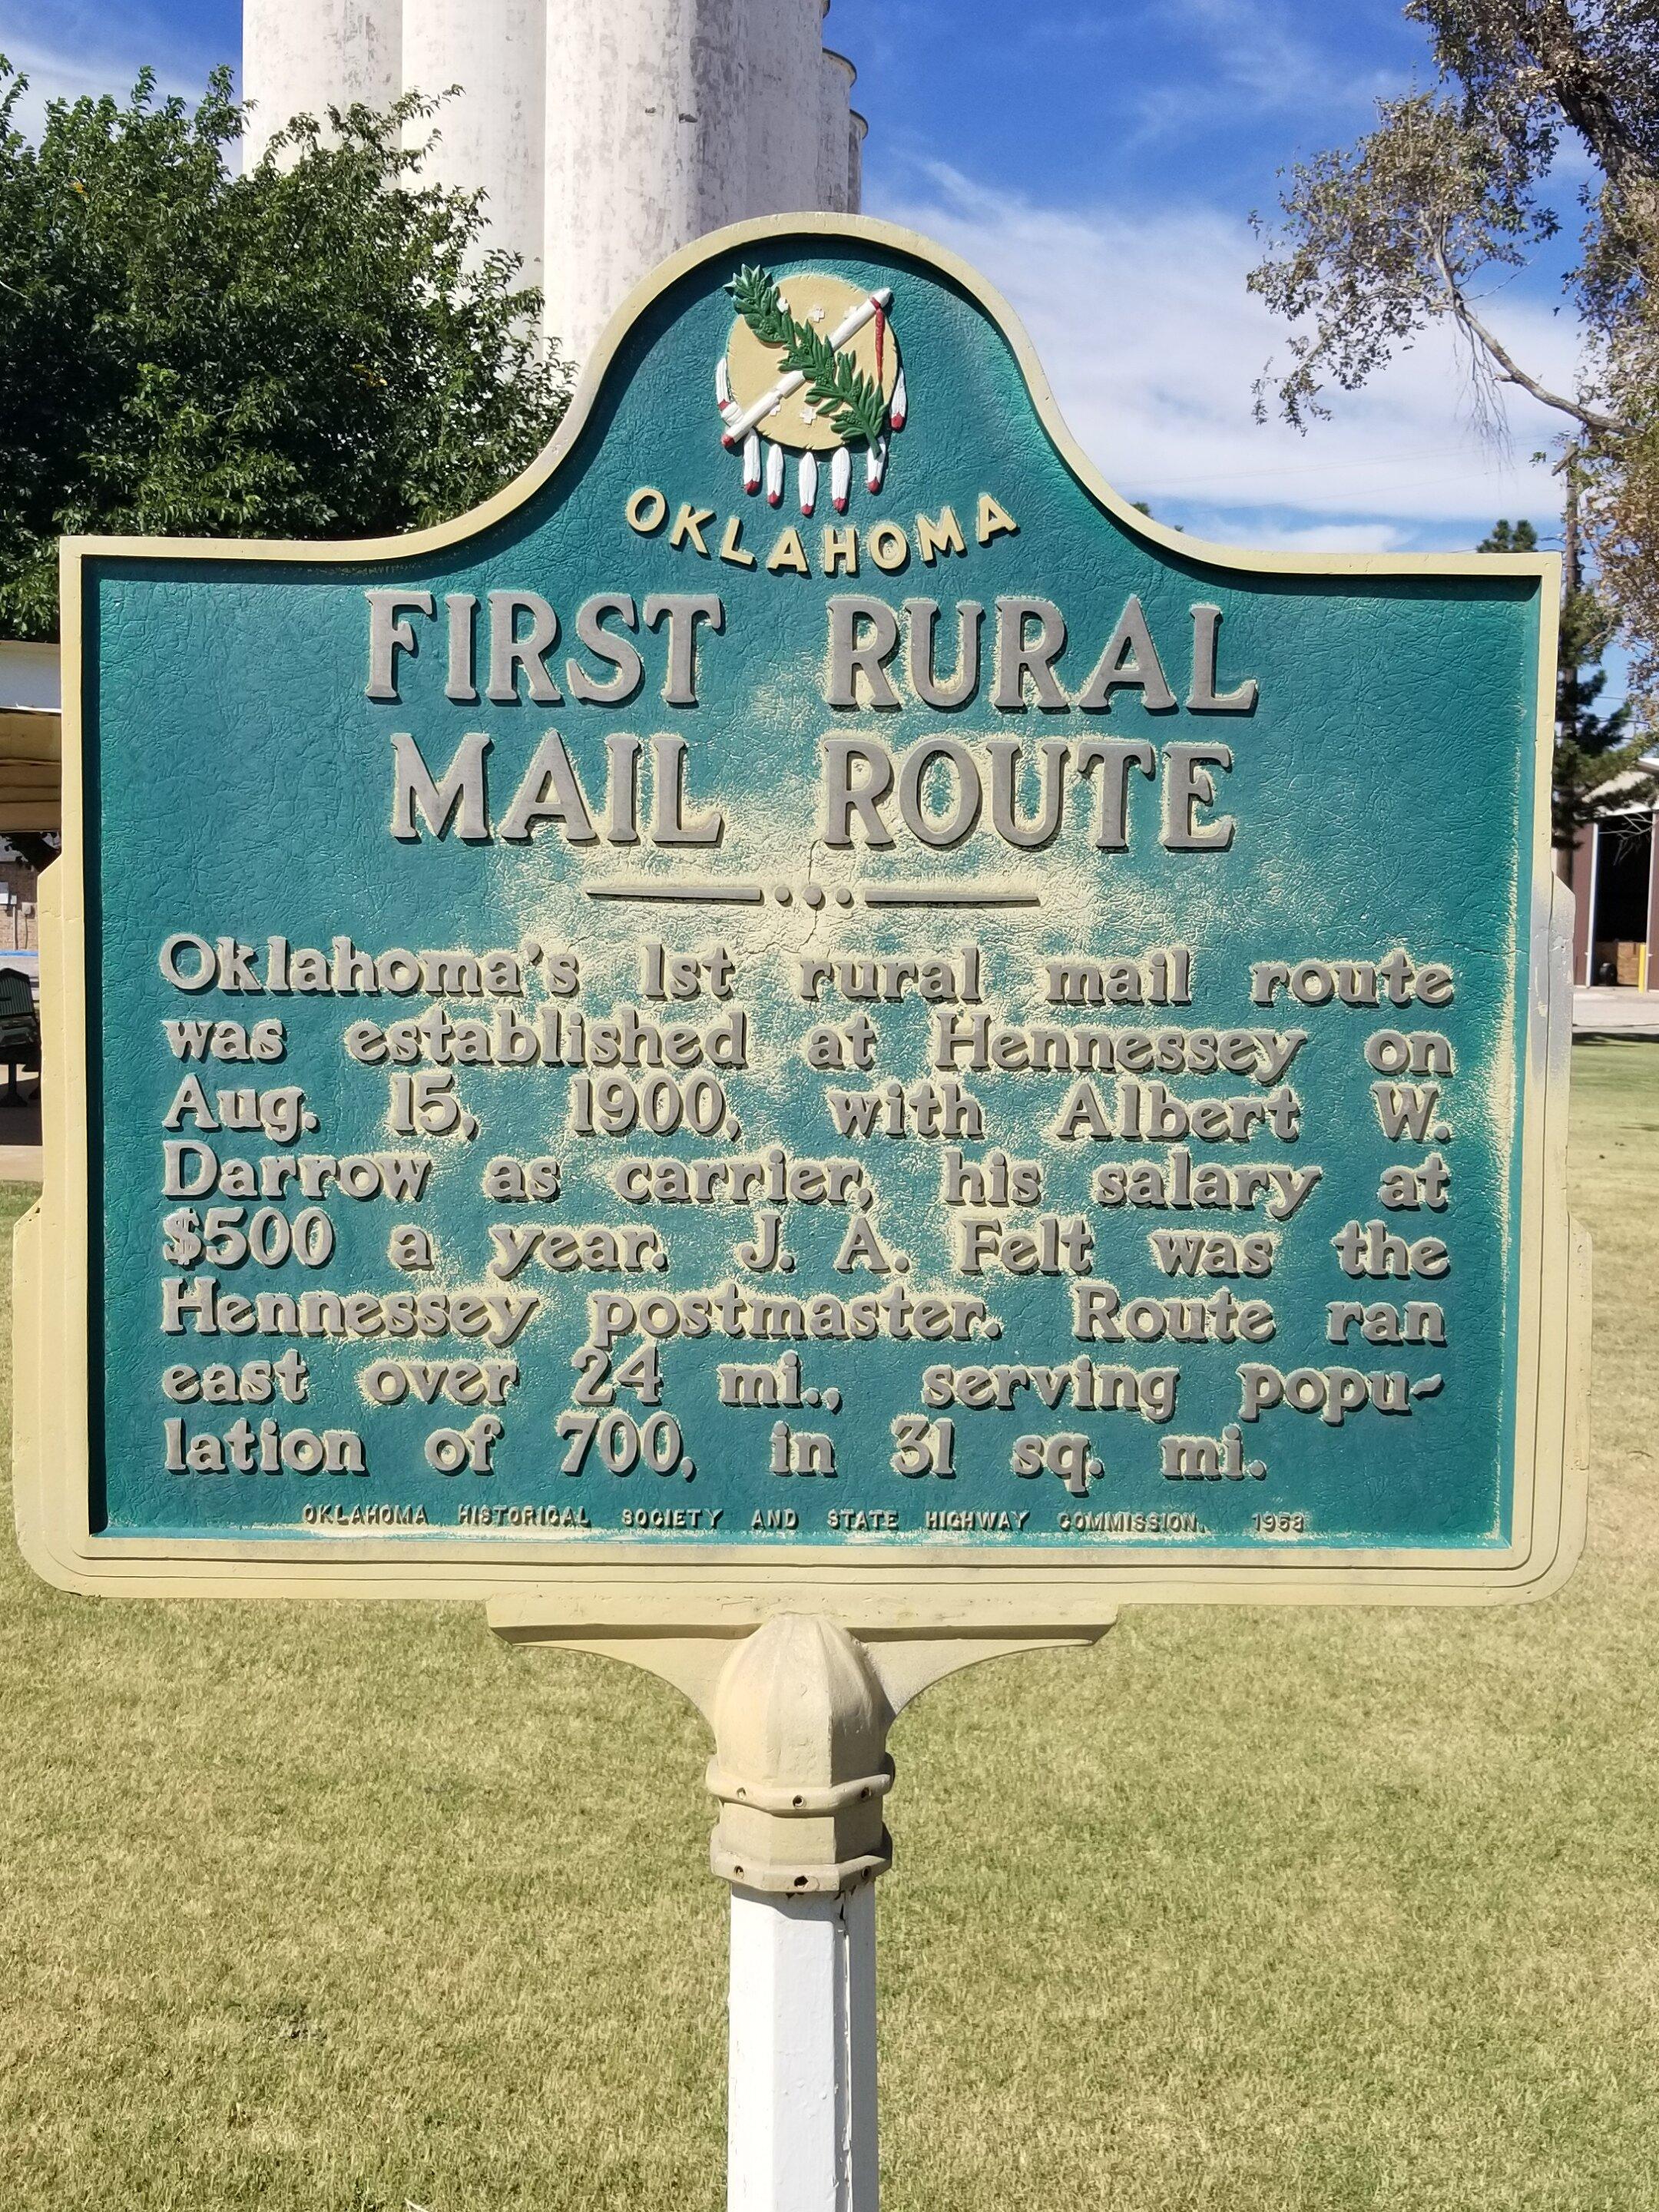 OKLAHOMA
FIRST RURAL
MAIL ROUTE
Oklahoma's 1st rural mail route
was established at Hennessey on
Aug. 15, 1900, with Albert W.
Darrow as carrier, his salary at
$500 a year. J. A. Felt was the
Hennessey postmaster. Route ran
east over 24 mi., serving popu-
lation of 700, in 31 sq. mi.
OKLAHOMA HISTORICAL SOCIETY AND STATE HIGHWAY COMMISSION.